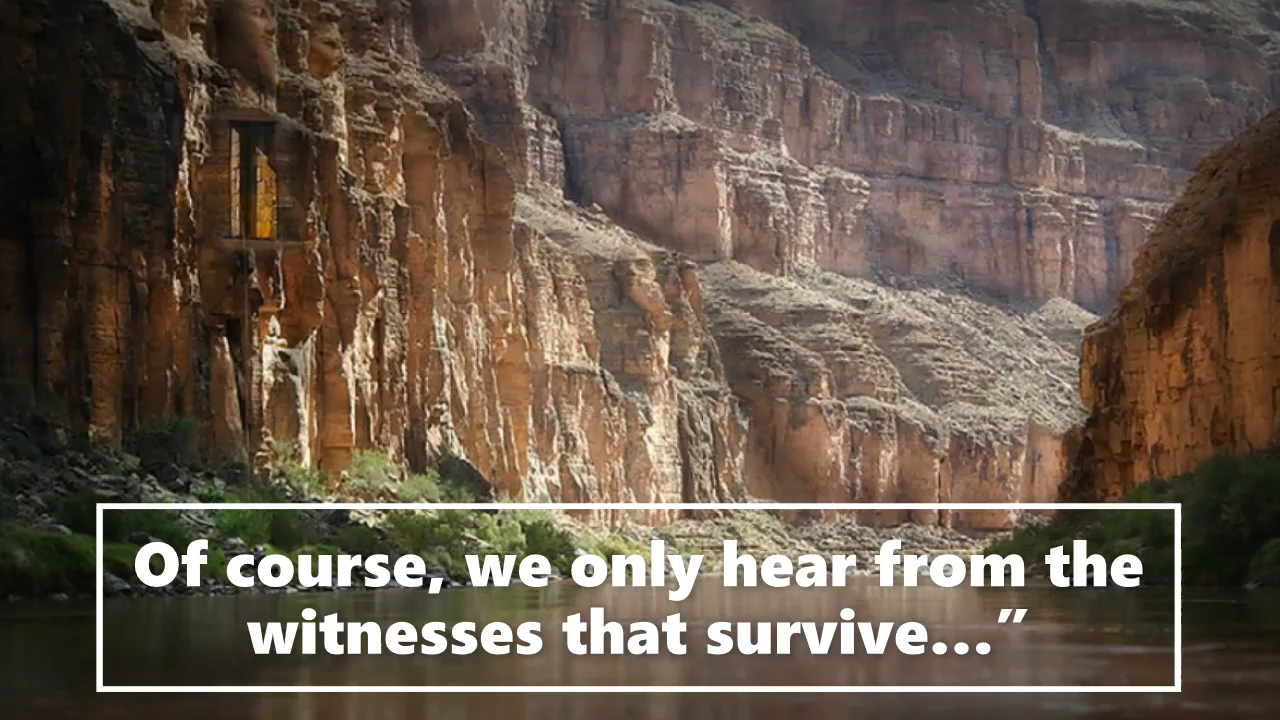 Of course, we only hear from the
witnesses that survive...”